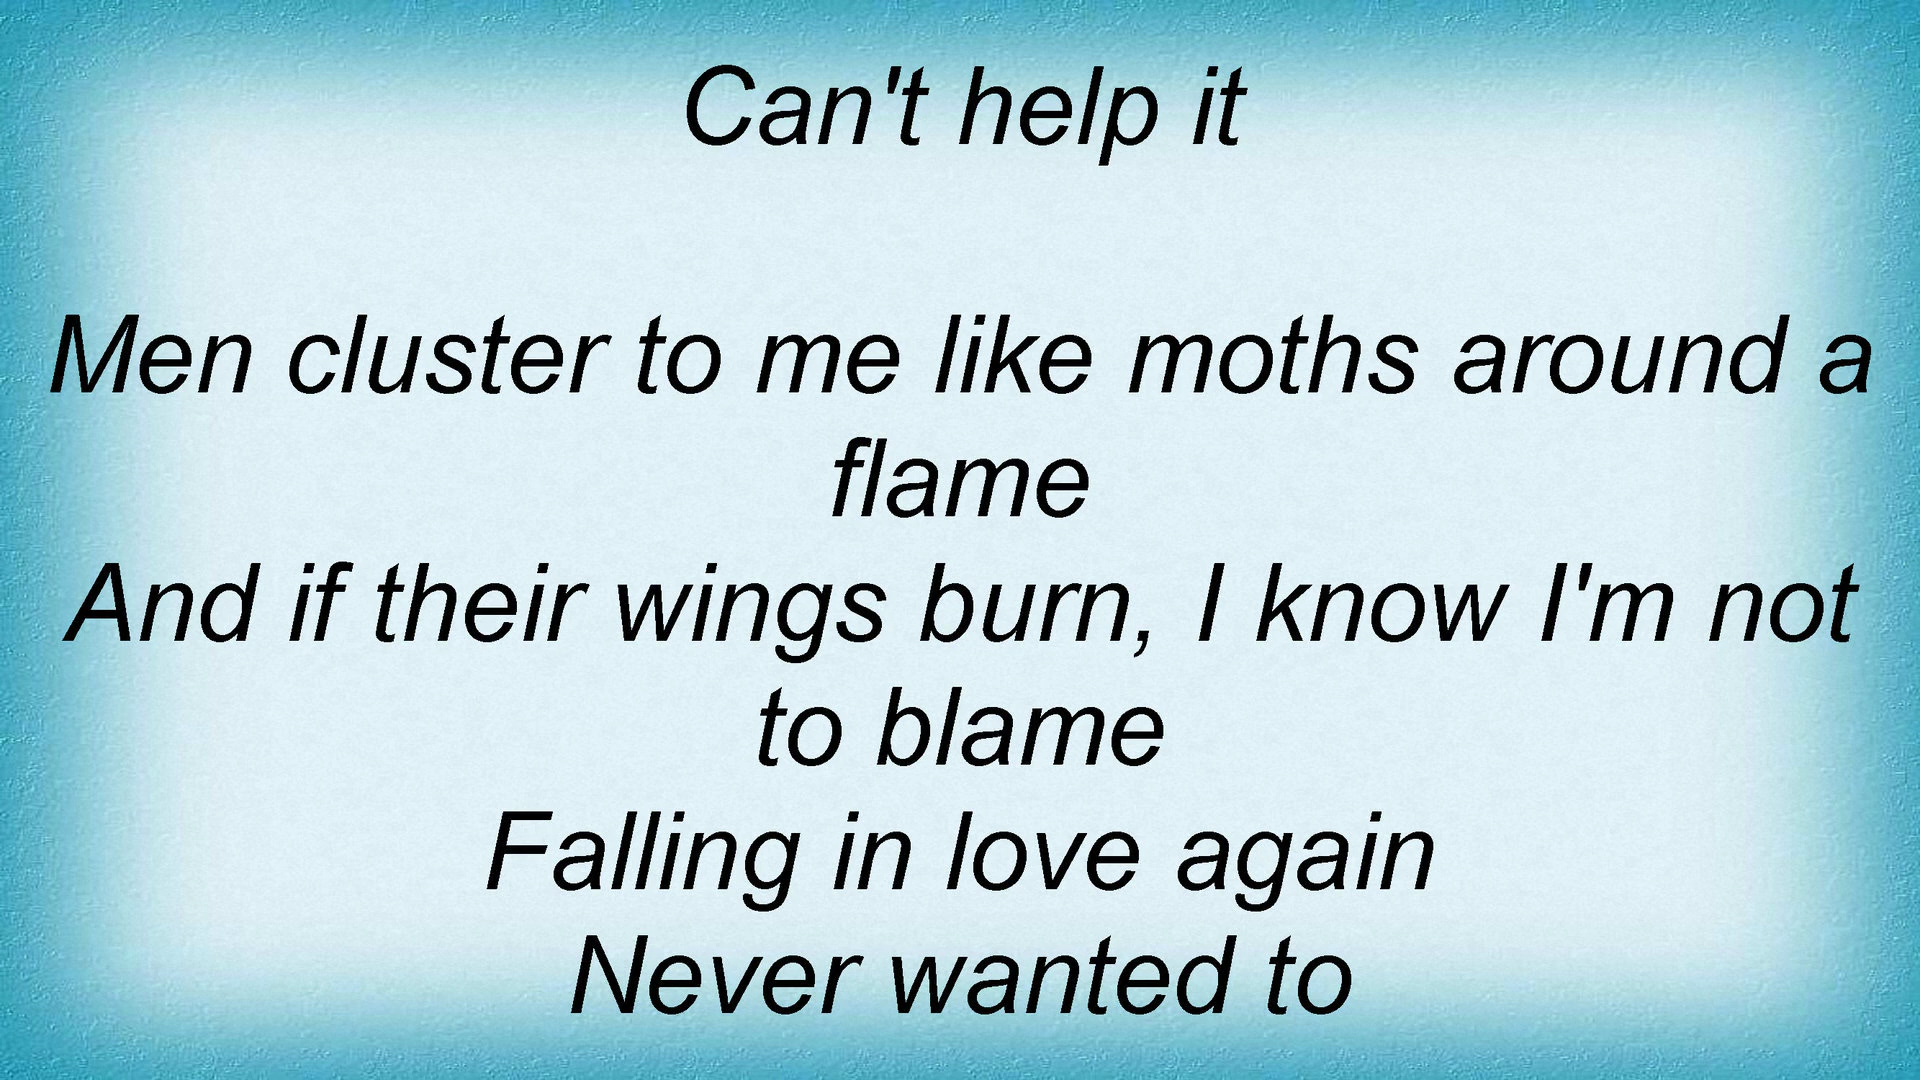 Can't help it
Men cluster to me like moths around a
flame
And if their wings burn, I know I'm not
to blame
Falling in love again
Never wanted to